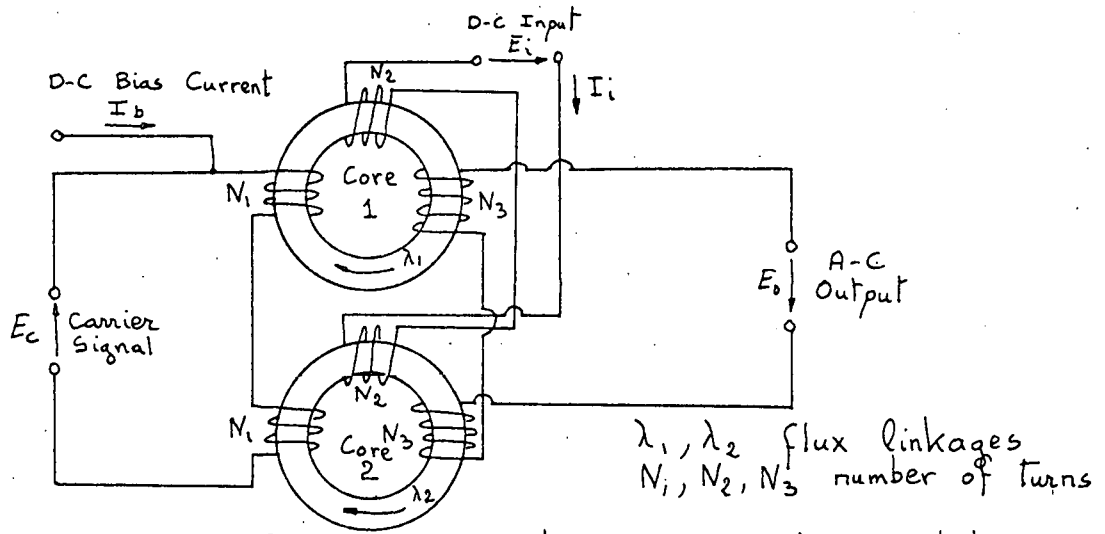 D-C Input
Ei
N2
Ii
D-C Bias Current
Ib
Core
1
N1
N3
λ1
A-C
Output
Eo
Ec
Carrier
Signal
N2
N1
N3
Core
2
λ2
λ1, λ2 flux linkages
Ni, N2, N3 number of turns